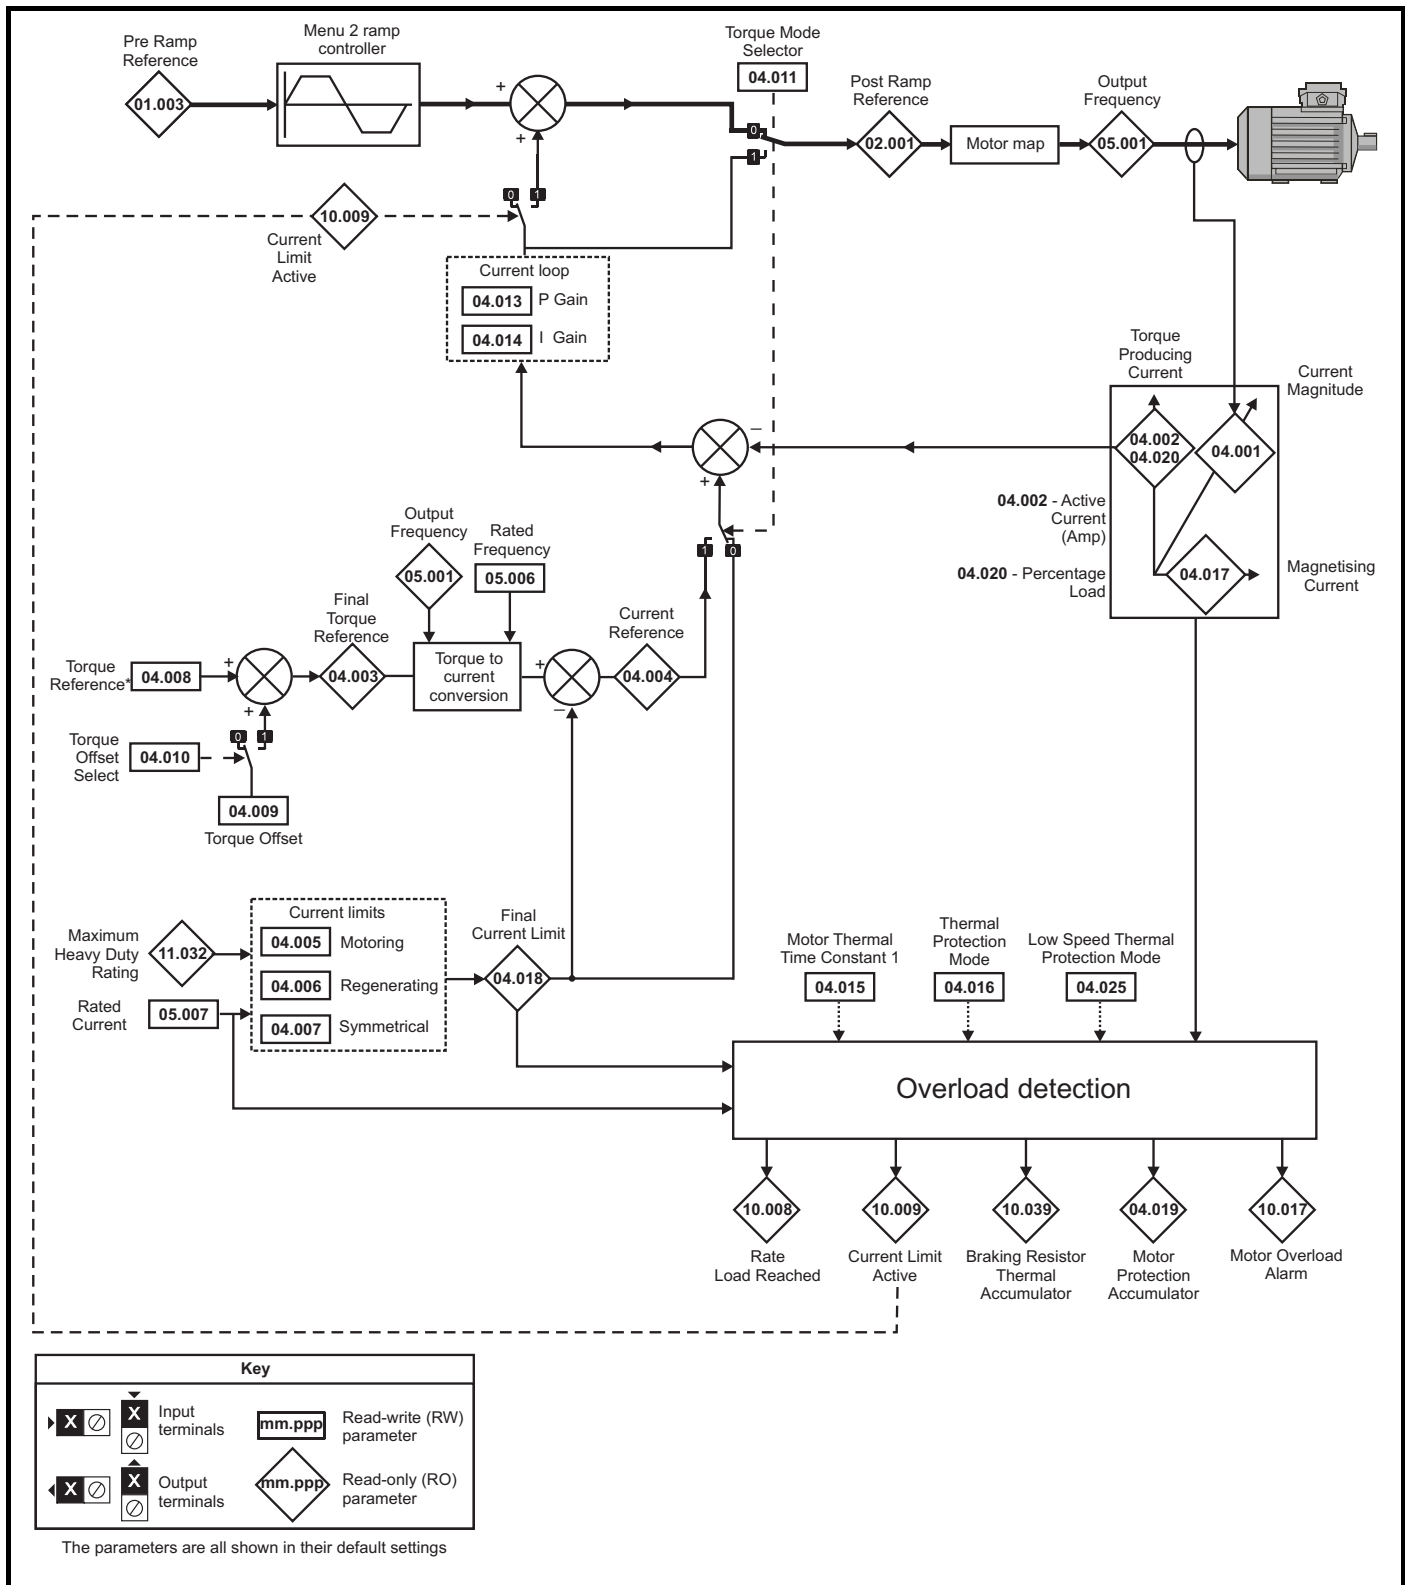 Pre Ramp
Reference
01.003
Menu 2 ramp
controller
+
+
Torque Mode
Selector
04.011
0
1
Post Ramp
Reference
02.001
Motor map
Output
Frequency
05.001
10.009
Current
Limit
Active
0
1
Current loop
04.013
P Gain
04.014
I Gain
Torque
Producing
Current
Current
Magnitude
04.002
04.020
04.001
04.017
Magnetising
Current
04.002 - Active
Current
(Amp)
04.020 - Percentage
Load
–
+
1
0
Output
Frequency
05.001
Rated
Frequency
05.006
Final
Torque
Reference
04.003
Current
Reference
04.004
Torque
Reference*
04.008
+
+
Torque to
current
conversion
+
–
Torque
Offset
Select
04.010
0
1
04.009
Torque Offset
Maximum
Heavy Duty
Rating
11.032
Rated
Current
05.007
Current limits
04.005
Motoring
04.006
Regenerating
04.007
Symmetrical
Final
Current Limit
04.018
Motor Thermal
Time Constant 1
04.015
Thermal
Protection
Mode
04.016
Low Speed Thermal
Protection Mode
04.025
Overload detection
10.008
10.009
10.039
04.019
10.017
Rate
Load Reached
Current Limit
Active
Braking Resistor
Thermal
Accumulator
Motor
Protection
Accumulator
Motor Overload
Alarm
Key
X
X
Input
terminals
mm.ppp
Read-write (RW)
parameter
X
X
Output
terminals
mm.ppp
Read-only (RO)
parameter
The parameters are all shown in their default settings